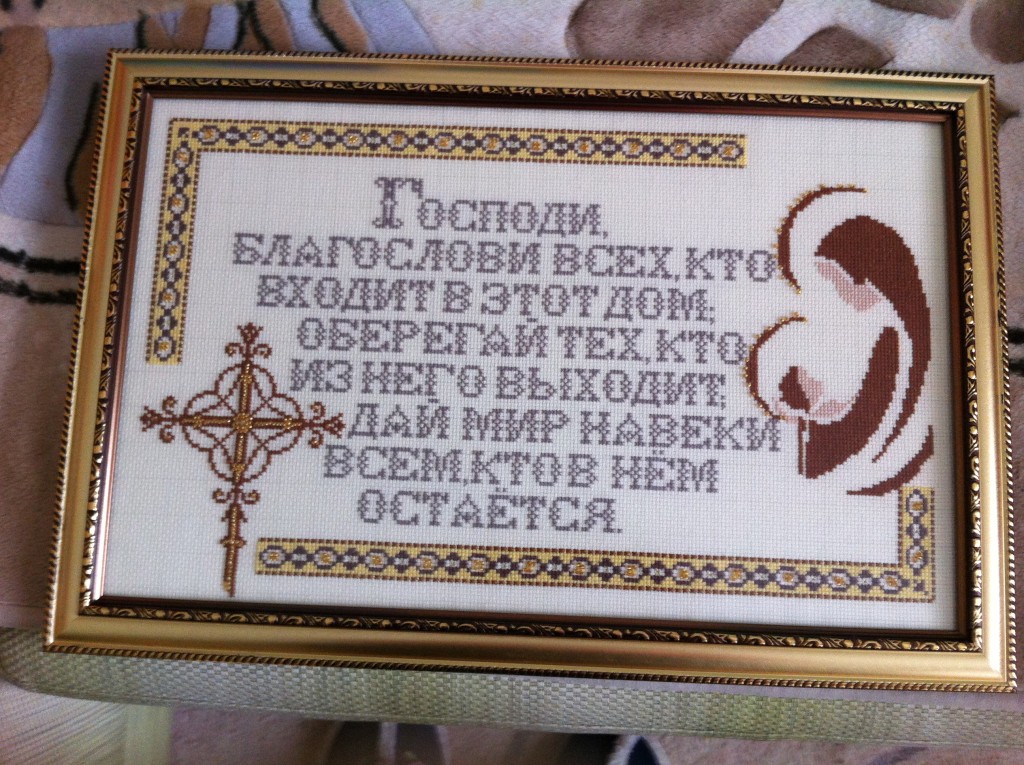 Господи,
БЛАГОСЛОВИ ВСЕХ, КТО
ВХОДИТ В ЭТОТ ДОМ;
ОБЕРЕГАЙ ТЕХ, КТО
ИЗ НЕГО ВЫХОДИТ;
ДАЙ МИР НАВЕКИ
ВСЕМ, КТО В НЁМ
ОСТАЁТСЯ.